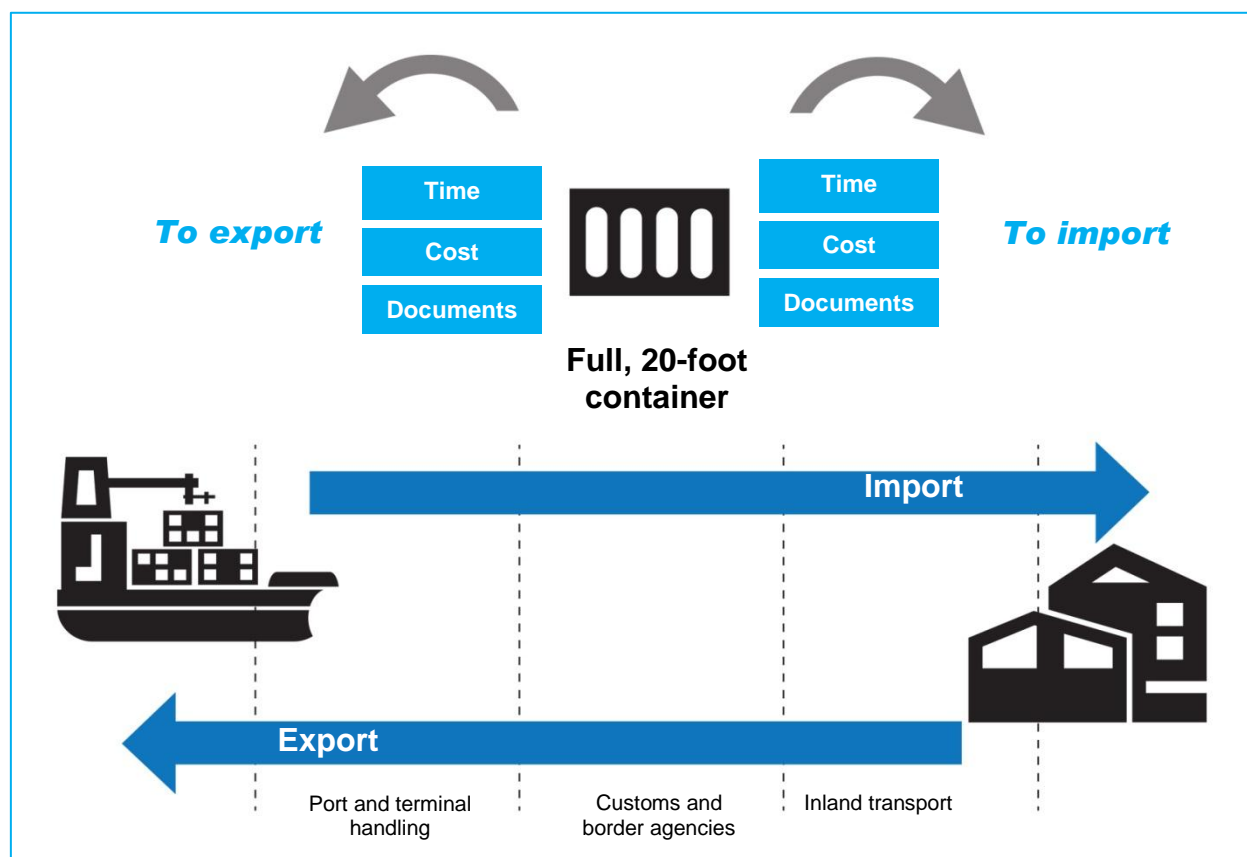 Time
Cost
Documents
To export
Time
Cost
Documents
To import
Full, 20-foot
container
Import
Export
Port and terminal
handling
Customs and
border agencies
Inland transport